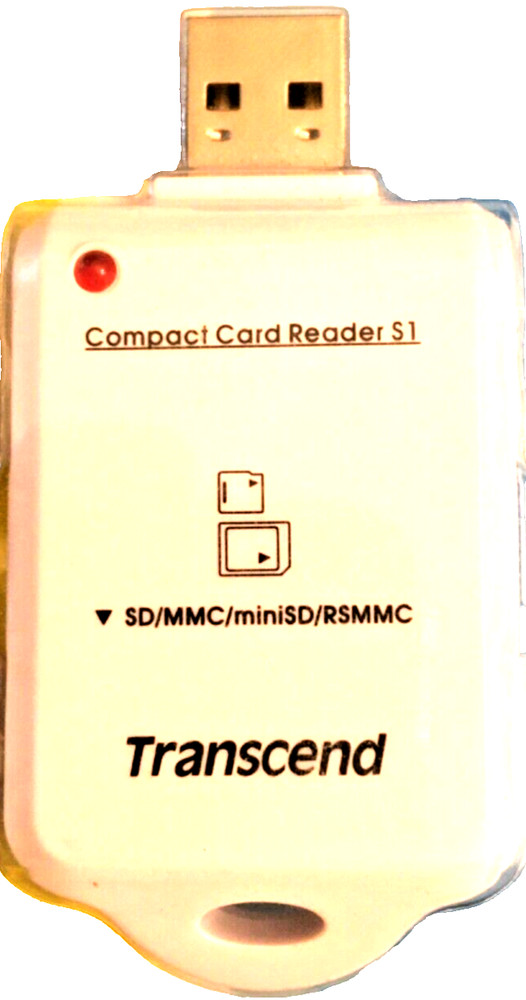 Compact Card Reader S1
▼ SD/MMC/miniSD/RSMMC
Transcend